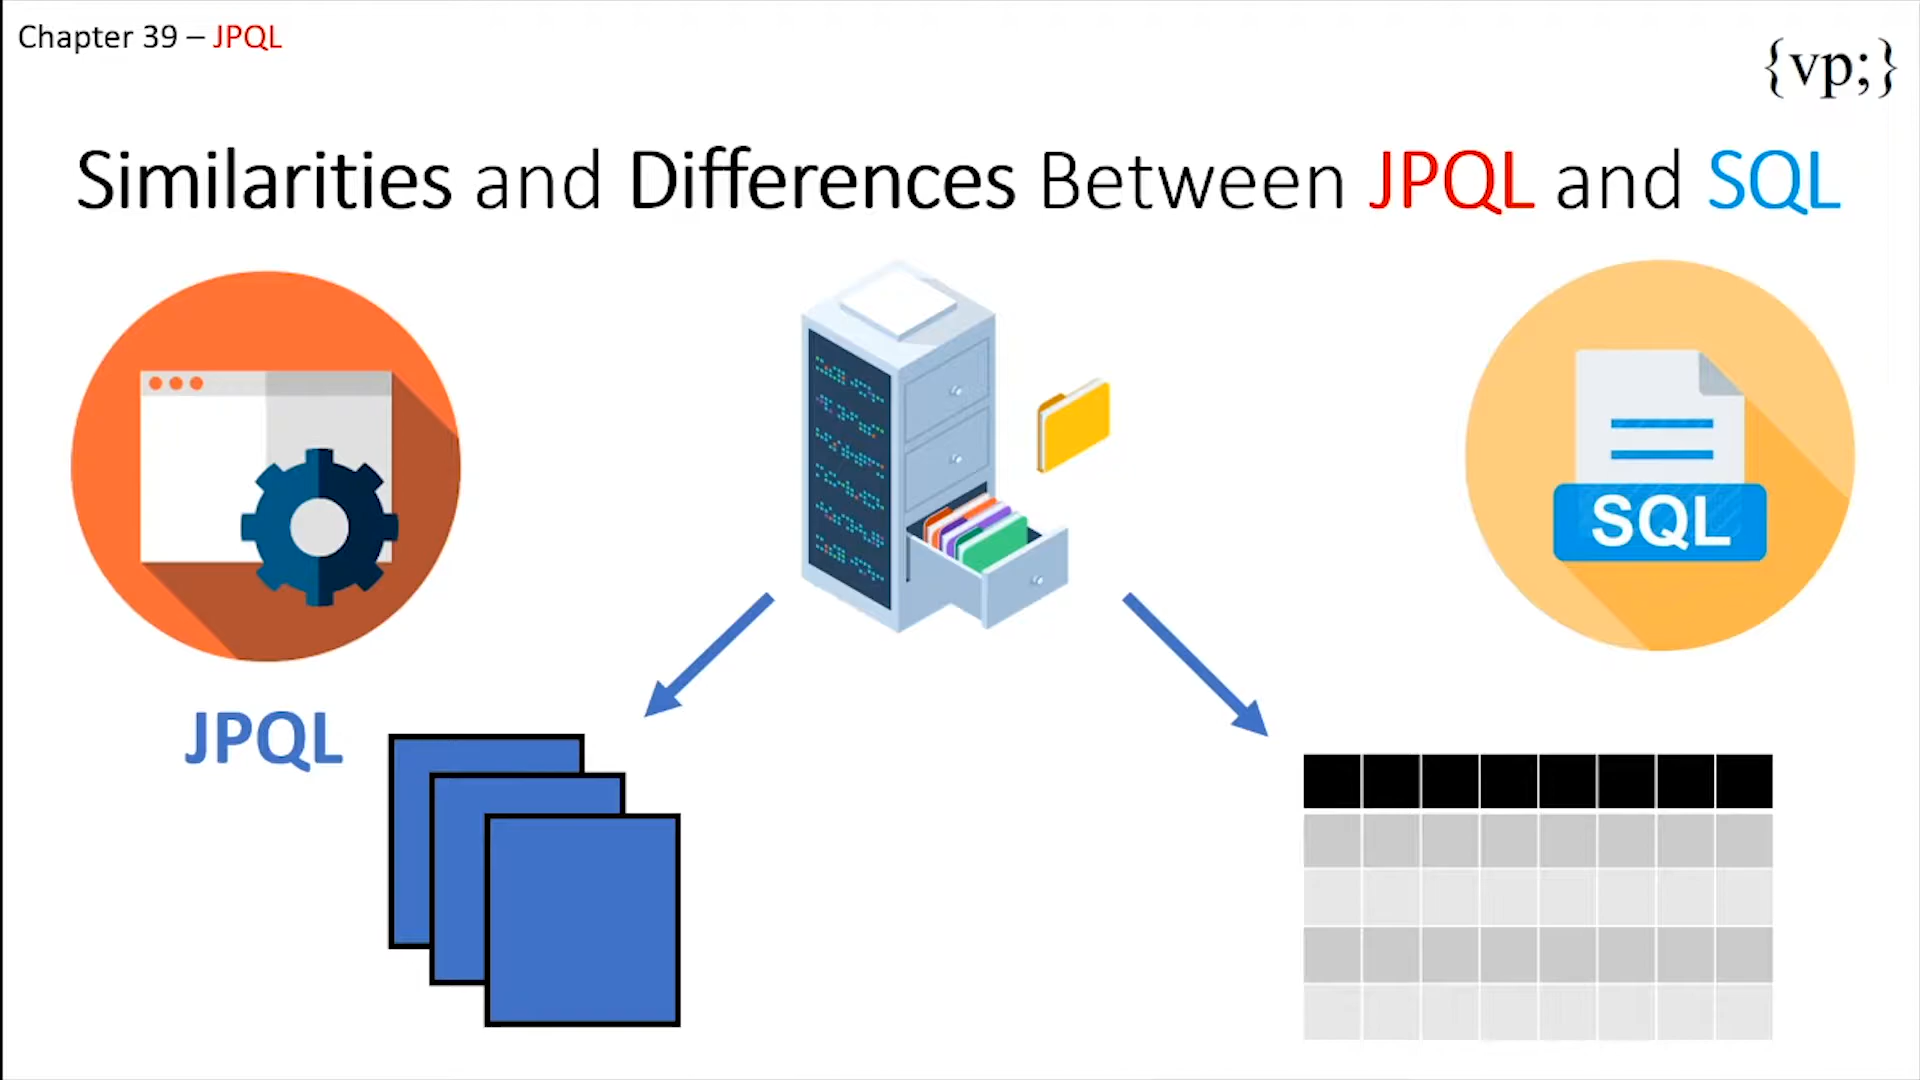 Chapter 39 – JPQL
{vp;}
Similarities and Differences Between JPQL and SQL
SQL
JPQL